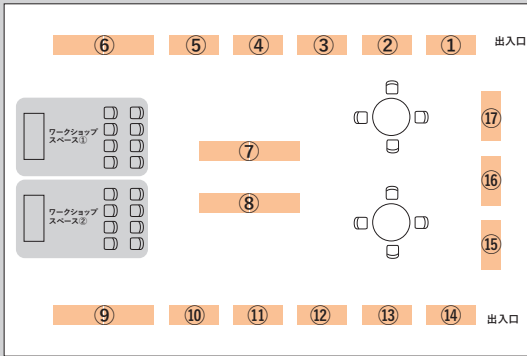 ⑥
⑤
④
③
②
①
出入口
⑰
ワークショップ
スペース①
⑦
⑯
⑧
ワークショップ
スペース②
⑮
⑨
⑩
⑪
⑫
⑬
⑭
出入口